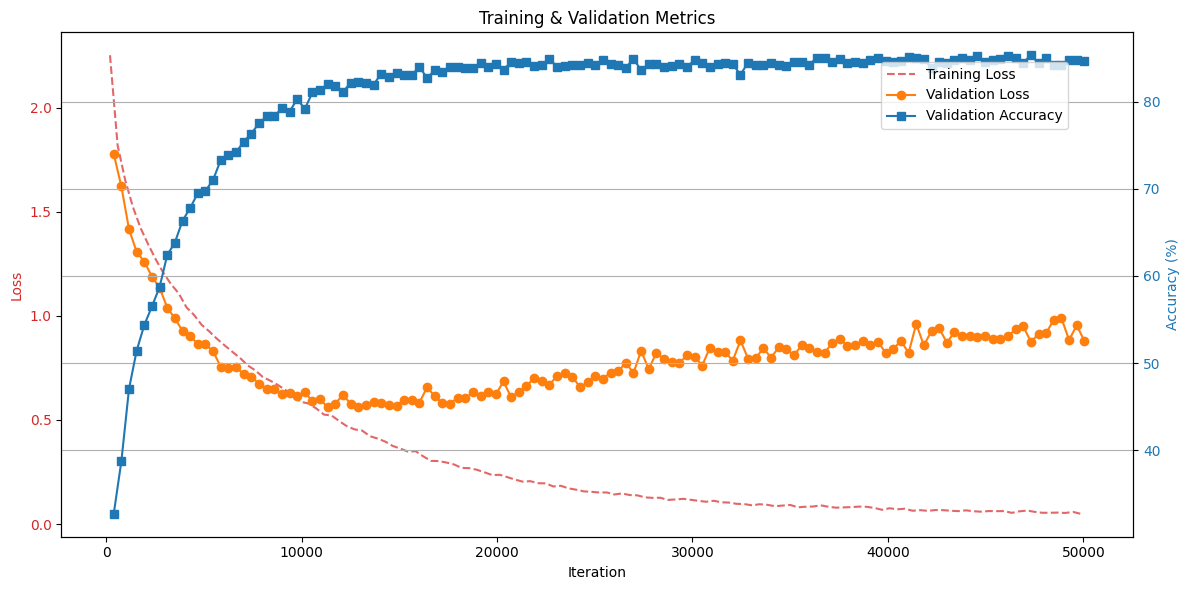 Training & Validation Metrics
Training Loss
Validation Loss
Validation Accuracy
2.0
1.5
1.0
0.5
0.0
Loss
80
70
60
50
40
Accuracy (%)
0
10000
20000
30000
40000
50000
Iteration